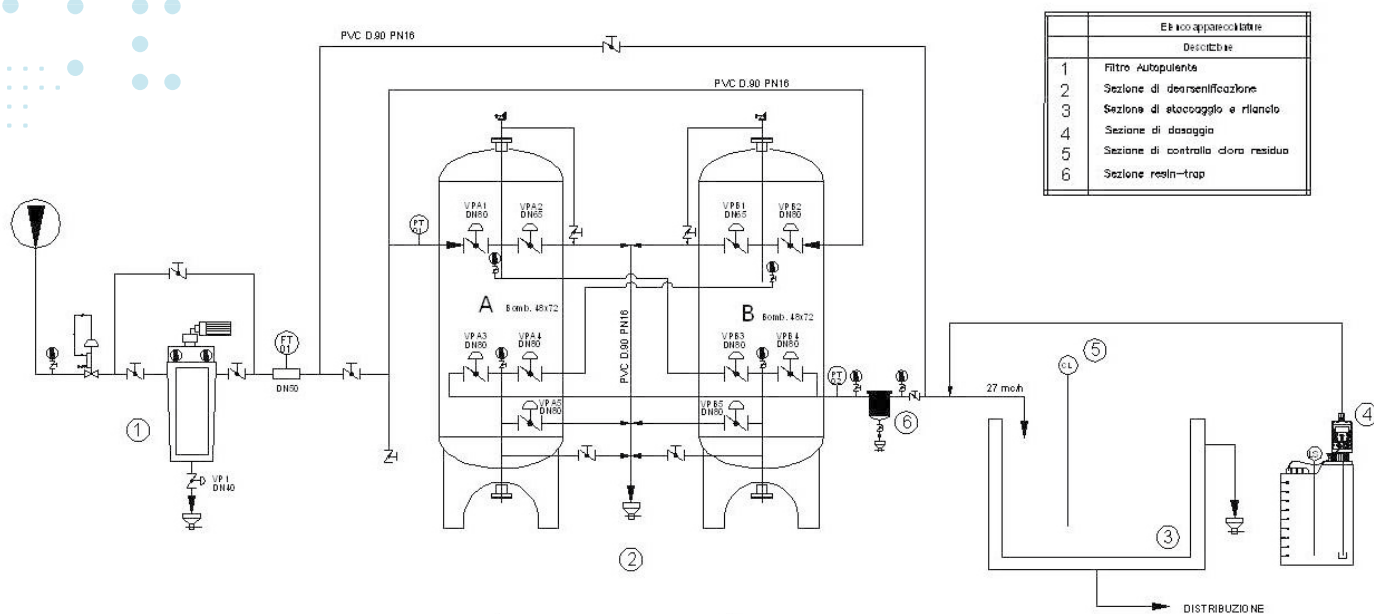 PVC D.90 PN16
PVC D.90 PN16
Elenco apparecchiature
Descrizione
1 Filtro Autopulente
2 Sezione di dearsenificazione
3 Sezione di stoccaggio e rilancio
4 Sezione di dosaggio
5 Sezione di controllo cloro residuo
6 Sezione resin-trap
PT
01
VPA1
DN80
VPA2
DN65
VPB1
DN65
VPB2
DN80
A Bomb. 48x72
B Bomb. 48x72
FT
01
DN50
VPA3
DN80
VPA4
DN80
PVC D.90 PN16
VPB3
DN80
VPB4
DN80
VPA5
DN80
VPB5
DN80
PT
02
27 mc/h
CL
5
4
LS
1
6
VP1
DN40
3
2
DISTRIBUZIONE